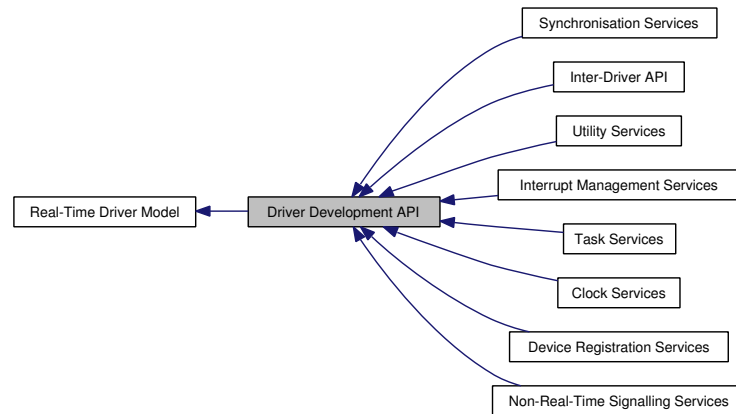 Synchronisation Services
Inter-Driver API
Utility Services
Interrupt Management Services
Real-Time Driver Model
Driver Development API
Task Services
Clock Services
Device Registration Services
Non-Real-Time Signalling Services